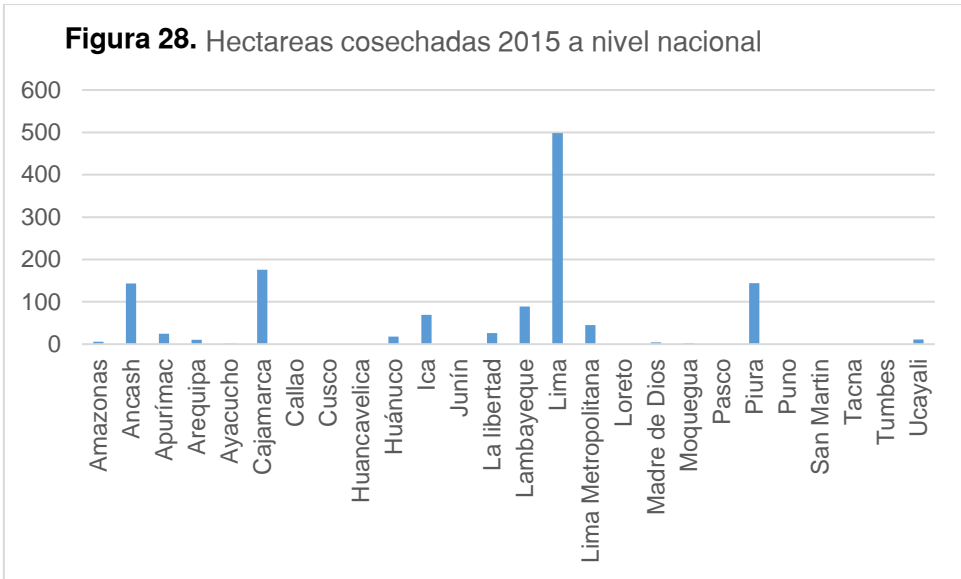 Figura 28. Hectareas cosechadas 2015 a nivel nacional
600
500
400
300
200
100
0
Amazonas
Ancash
Apurímac
Arequipa
Ayacucho
Cajamarca
Callao
Cusco
Huancavelica
Huánuco
Ica
Junín
La libertad
Lambayeque
Lima
Lima Metropolitana
Loreto
Madre de Dios
Moquegua
Pasco
Piura
Puno
San Martin
Tacna
Tumbes
Ucayali